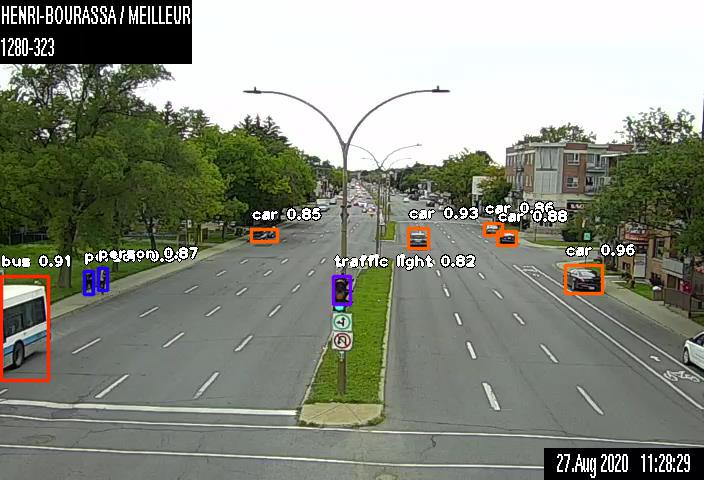 HENRI-BOURASSA / MEILLEUR
1280-323
car 0.85
car 0.93
car 0.86
car 0.88
bus 0.91
person 0.87
traffic light 0.82
car 0.96
27.Aug 2020 11:28:29